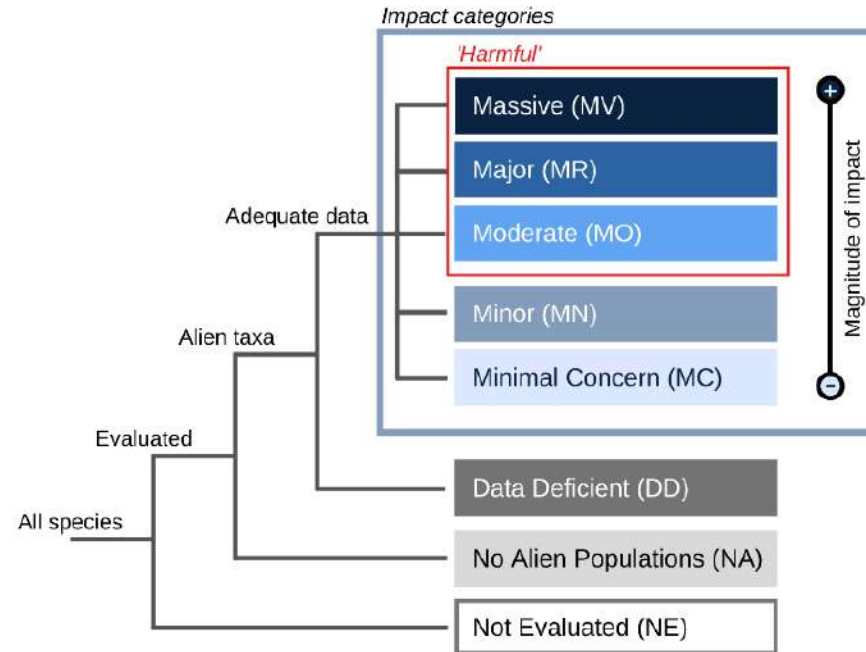 Impact categories
'Harmful'
Massive (MV)
Major (MR)
Adequate data
Moderate (MO)
Minor (MN)
Alien taxa
Minimal Concern (MC)
Magnitude of impact
+
−
Evaluated
Data Deficient (DD)
All species
No Alien Populations (NA)
Not Evaluated (NE)